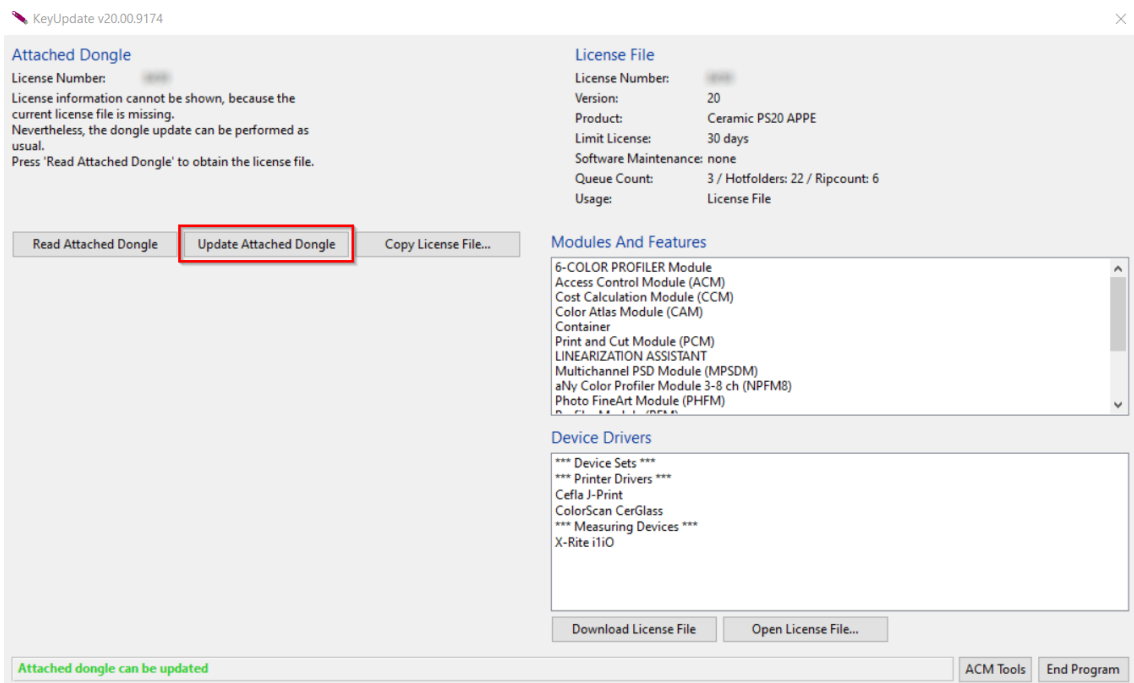 KeyUpdate v20.00.9174
Attached Dongle
License Number:
License information cannot be shown, because the
current license file is missing.
Nevertheless, the dongle update can be performed as
usual.
Press 'Read Attached Dongle' to obtain the license file.
Read Attached Dongle
Update Attached Dongle
Copy License File...
License File
License Number:
Version: 20
Product: Ceramic PS20 APPE
Limit License: 30 days
Software Maintenance: none
Queue Count: 3 / Hotfolders: 22 / Ripcount: 6
Usage: License File
Modules And Features
6-COLOR PROFILER Module
Access Control Module (ACM)
Cost Calculation Module (CCM)
Color Atlas Module (CAM)
Container
Print and Cut Module (PCM)
LINEARIZATION ASSISTANT
Multichannel PSD Module (MPSDM)
aNy Color Profiler Module 3-8 ch (NPFM8)
Photo FineArt Module (PHFM)
Device Drivers
*** Device Sets ***
*** Printer Drivers ***
Cefla J-Print
ColorScan CerGlass
*** Measuring Devices ***
X-Rite i1iO
Download License File
Open License File...
Attached dongle can be updated
ACM Tools
End Program